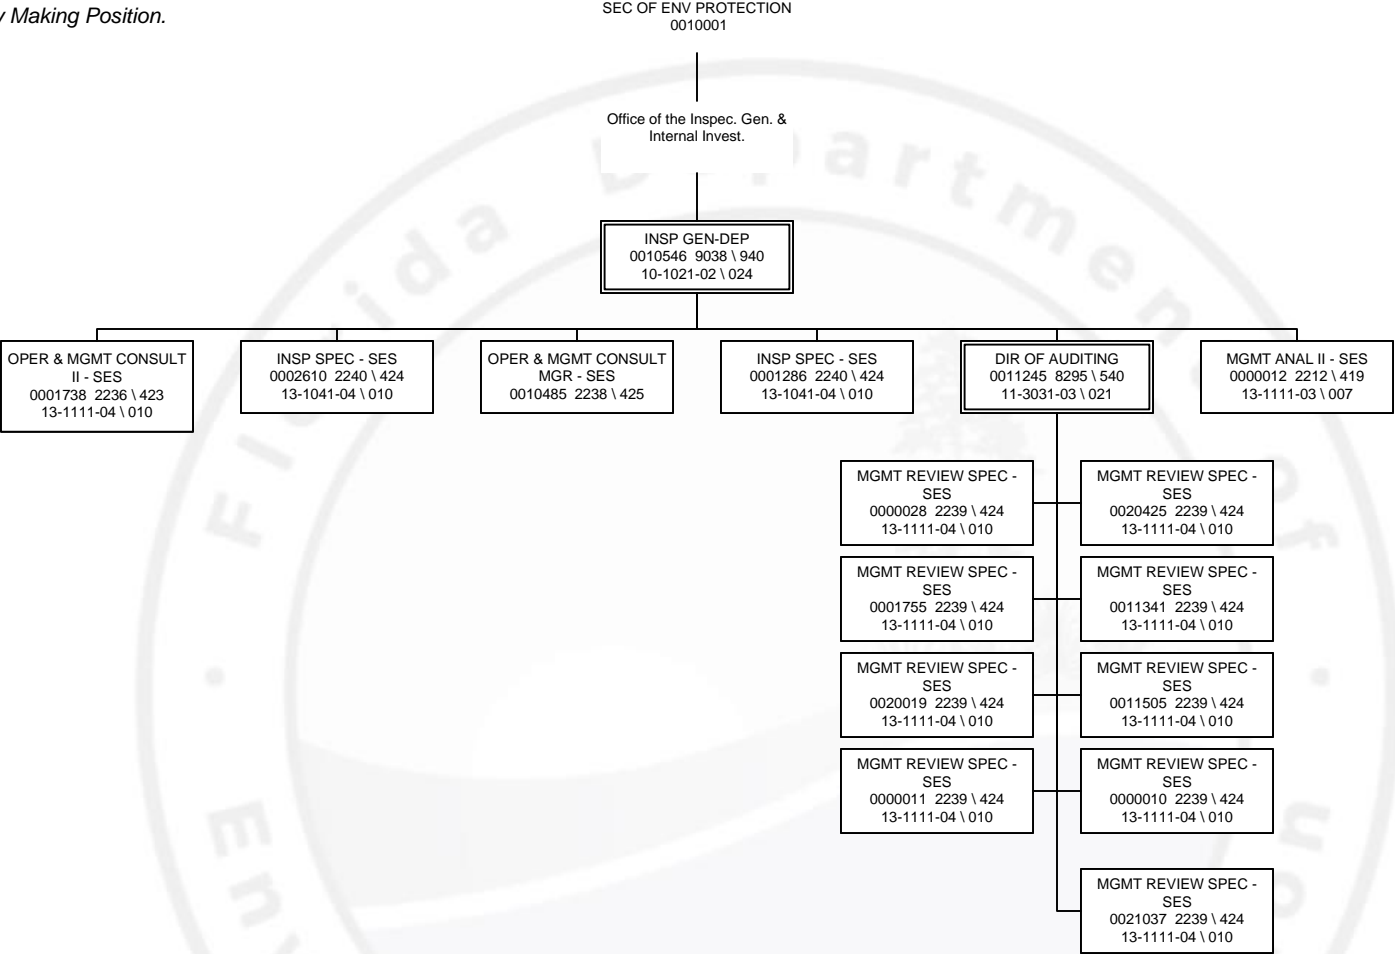 y Making Position.
SEC OF ENV PROTECTION
0010001
Office of the Inspec. Gen. &
Internal Invest.
INSP GEN-DEP
0010546 9038 \ 940
10-1021-02 \ 024
OPER & MGMT CONSULT
II - SES
0001738 2236 \ 423
13-1111-04 \ 010
INSP SPEC - SES
0002610 2240 \ 424
13-1041-04 \ 010
OPER & MGMT CONSULT
MGR - SES
0010485 2238 \ 425
INSP SPEC - SES
0001286 2240 \ 424
13-1041-04 \ 010
DIR OF AUDITING
0011245 8295 \ 540
11-3031-03 \ 021
MGMT ANAL II - SES
0000012 2212 \ 419
13-1111-03 \ 007
MGMT REVIEW SPEC -
SES
0000028 2239 \ 424
13-1111-04 \ 010
MGMT REVIEW SPEC -
SES
0020425 2239 \ 424
13-1111-04 \ 010
MGMT REVIEW SPEC -
SES
0001755 2239 \ 424
13-1111-04 \ 010
MGMT REVIEW SPEC -
SES
0011341 2239 \ 424
13-1111-04 \ 010
MGMT REVIEW SPEC -
SES
0020019 2239 \ 424
13-1111-04 \ 010
MGMT REVIEW SPEC -
SES
0011505 2239 \ 424
13-1111-04 \ 010
MGMT REVIEW SPEC -
SES
0000011 2239 \ 424
13-1111-04 \ 010
MGMT REVIEW SPEC -
SES
0000010 2239 \ 424
13-1111-04 \ 010
MGMT REVIEW SPEC -
SES
0021037 2239 \ 424
13-1111-04 \ 010
Florida Department of